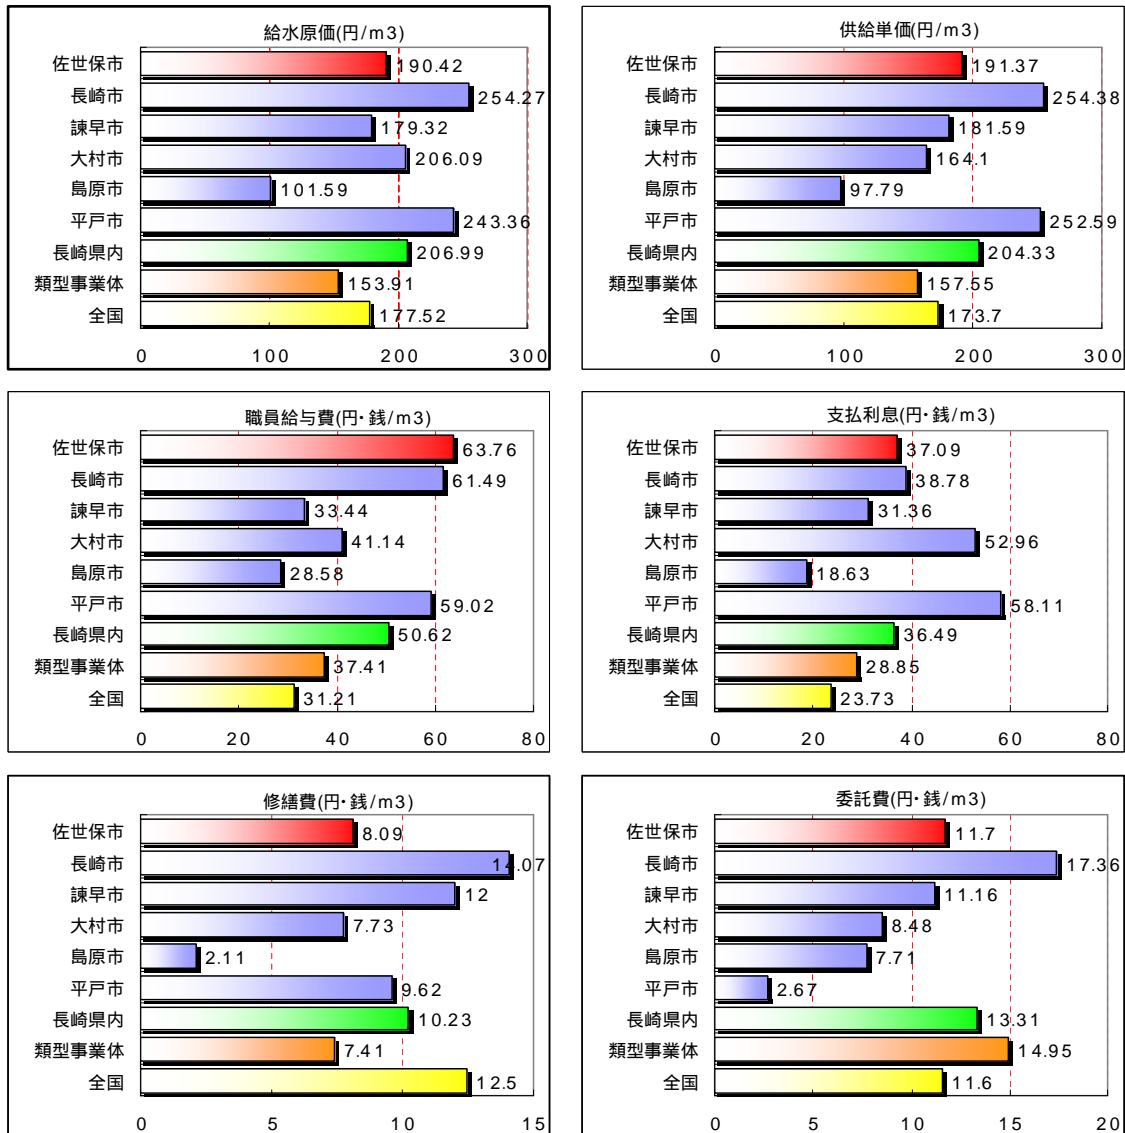 給水原価(円/m3)
佐世保市 190.42
長崎市 254.27
諫早市 179.32
大村市 206.09
島原市 101.59
平戸市 243.36
長崎県内 206.99
類型事業体 153.91
全国 177.52
0 100 200 300
供給単価(円/m3)
佐世保市 191.37
長崎市 254.38
諫早市 181.59
大村市 164.1
島原市 97.79
平戸市 252.59
長崎県内 204.33
類型事業体 157.55
全国 173.7
0 100 200 300
職員給与費(円・銭/m3)
佐世保市 63.76
長崎市 61.49
諫早市 33.44
大村市 41.14
島原市 28.58
平戸市 59.02
長崎県内 50.62
類型事業体 37.41
全国 31.21
0 20 40 60 80
支払利息(円・銭/m3)
佐世保市 37.09
長崎市 38.78
諫早市 31.36
大村市 52.96
島原市 18.63
平戸市 58.11
長崎県内 36.49
類型事業体 28.85
全国 23.73
0 20 40 60 80
修繕費(円・銭/m3)
佐世保市 8.09
長崎市 14.07
諫早市 12
大村市 7.73
島原市 2.11
平戸市 9.62
長崎県内 10.23
類型事業体 7.41
全国 12.5
0 5 10 15
委託費(円・銭/m3)
佐世保市 11.7
長崎市 17.36
諫早市 11.16
大村市 8.48
島原市 7.71
平戸市 2.67
長崎県内 13.31
類型事業体 14.95
全国 11.6
0 5 10 15 20